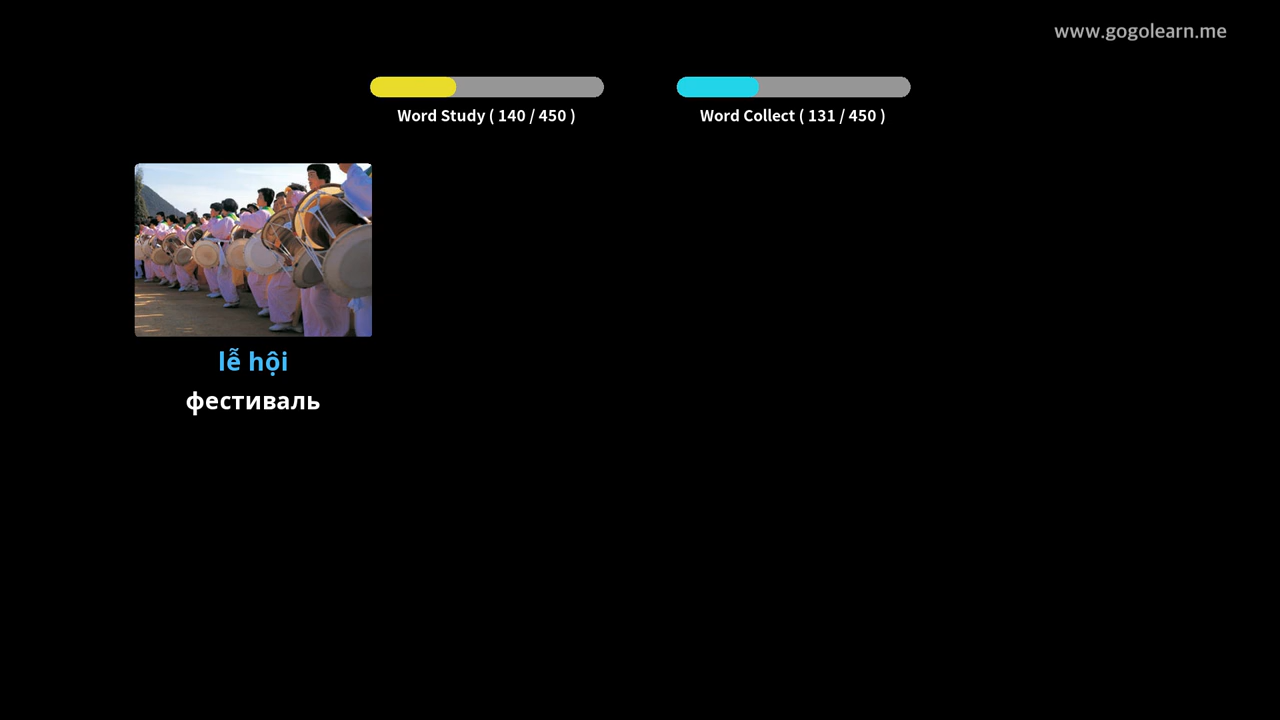 www.gogolearn.me
Word Study ( 140 / 450 )
Word Collect ( 131 / 450 )
lễ hội
фестиваль